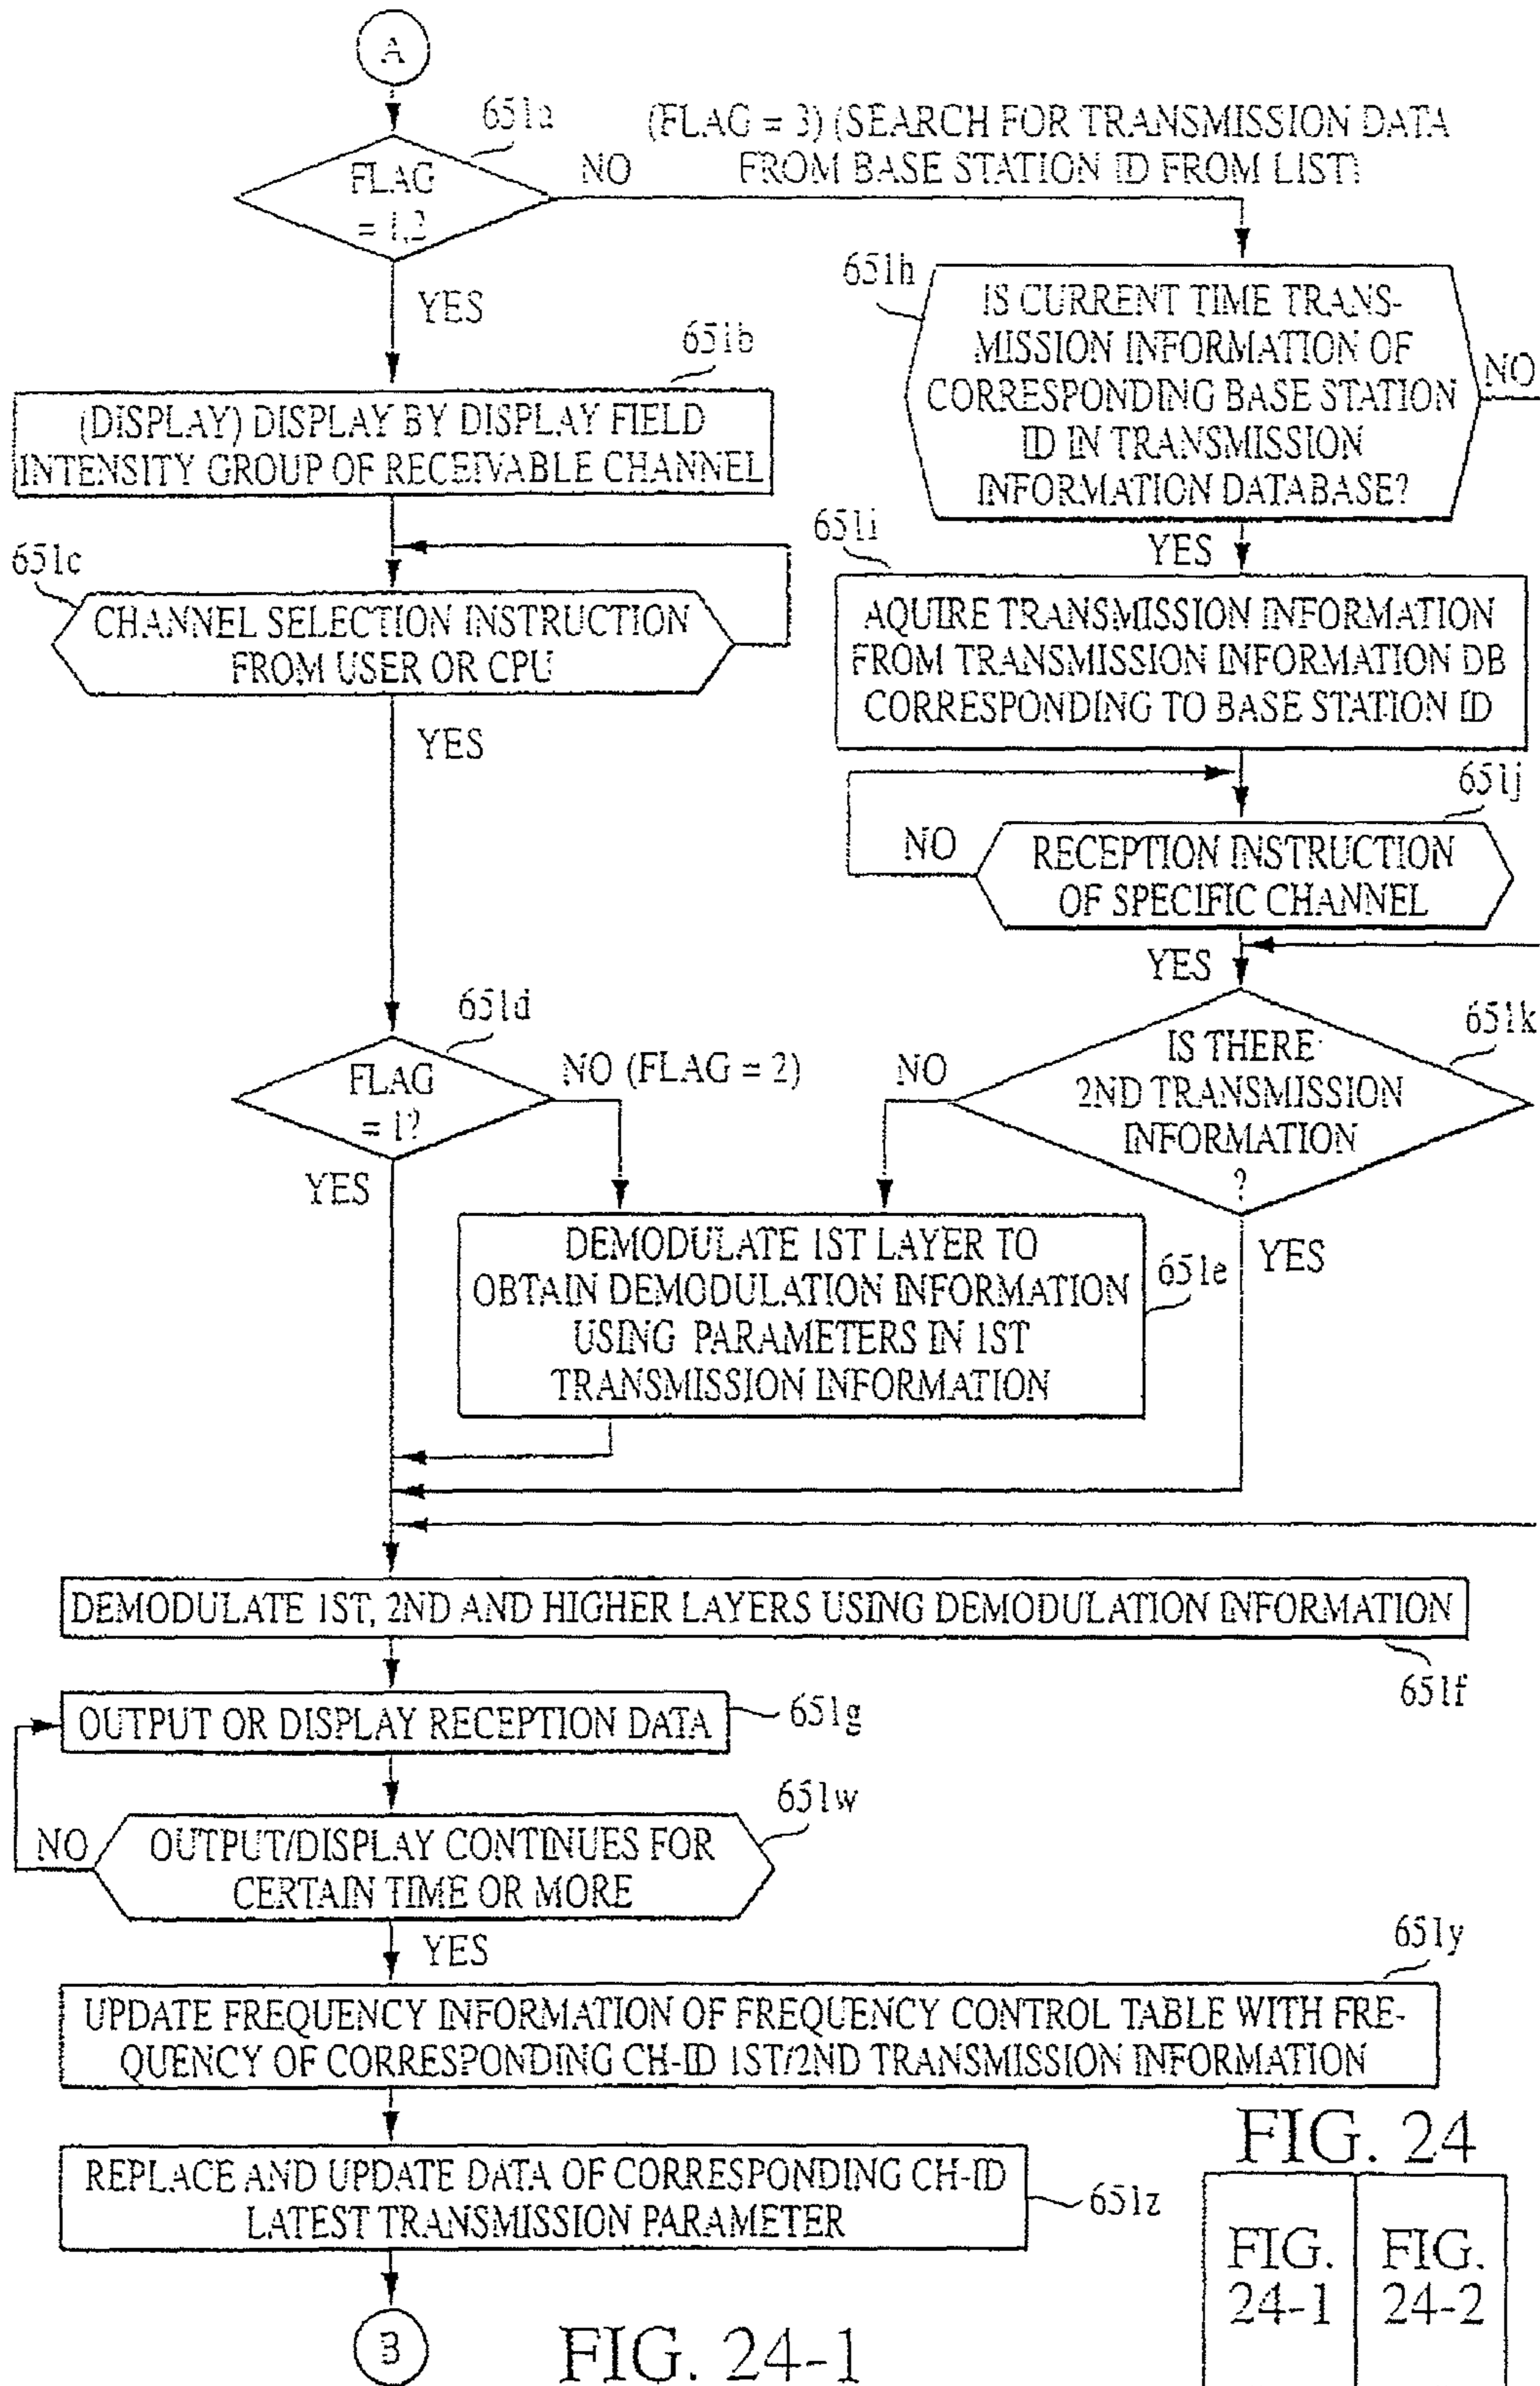 A
651a
FLAG
= 1,2
NO
(FLAG = 3) (SEARCH FOR TRANSMISSION DATA
FROM BASE STATION ID FROM LIST)
YES
651b
(DISPLAY) DISPLAY BY DISPLAY FIELD
INTENSITY GROUP OF RECEIVABLE CHANNEL
651c
CHANNEL SELECTION INSTRUCTION
FROM USER OR CPU
YES
651h
IS CURRENT TIME TRANS-
MISSION INFORMATION OF
CORRESPONDING BASE STATION
ID IN TRANSMISSION
INFORMATION DATABASE?
NO
YES
651i
AQUIRE TRANSMISSION INFORMATION
FROM TRANSMISSION INFORMATION DB
CORRESPONDING TO BASE STATION ID
651j
NO
RECEPTION INSTRUCTION
OF SPECIFIC CHANNEL
YES
651d
FLAG
= 1?
NO (FLAG = 2)
YES
651k
NO
IS THERE
2ND TRANSMISSION
INFORMATION
?
YES
DEMODULATE 1ST LAYER TO
OBTAIN DEMODULATION INFORMATION
USING PARAMETERS IN 1ST
TRANSMISSION INFORMATION
651e
DEMODULATE 1ST, 2ND AND HIGHER LAYERS USING DEMODULATION INFORMATION
651f
OUTPUT OR DISPLAY RECEPTION DATA
651g
651w
NO
OUTPUT/DISPLAY CONTINUES FOR
CERTAIN TIME OR MORE
YES
651y
UPDATE FREQUENCY INFORMATION OF FREQUENCY CONTROL TABLE WITH FRE-
QUENCY OF CORRESPONDING CH-ID 1ST/2ND TRANSMISSION INFORMATION
REPLACE AND UPDATE DATA OF CORRESPONDING CH-ID
LATEST TRANSMISSION PARAMETER
651z
B
FIG. 24-1
FIG. 24
FIG.
24-1
FIG.
24-2